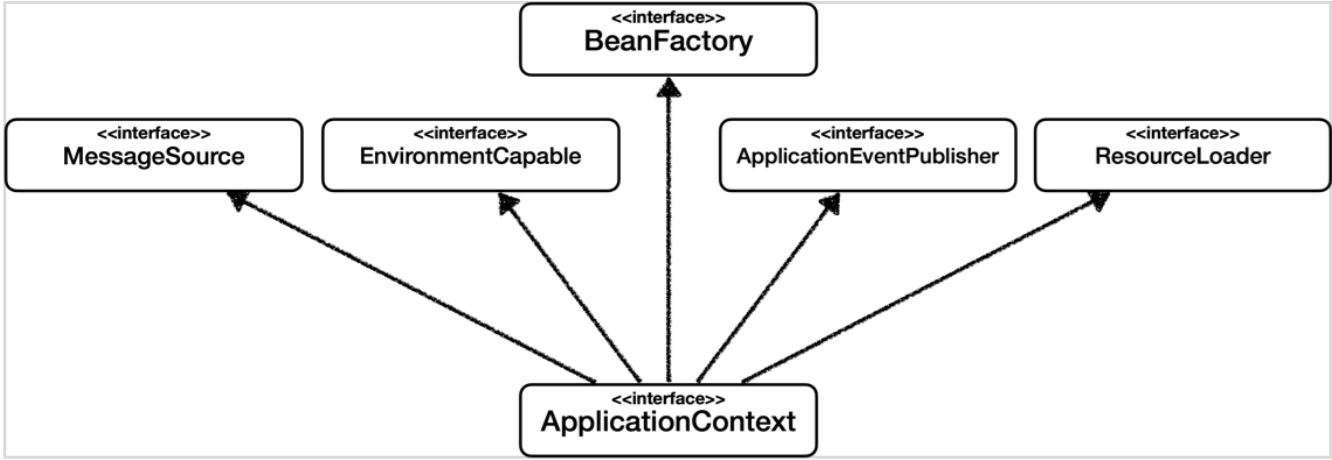 <<interface>>
BeanFactory
<<interface>>
MessageSource
<<interface>>
EnvironmentCapable
<<interface>>
ApplicationEventPublisher
<<interface>>
ResourceLoader
<<interface>>
ApplicationContext